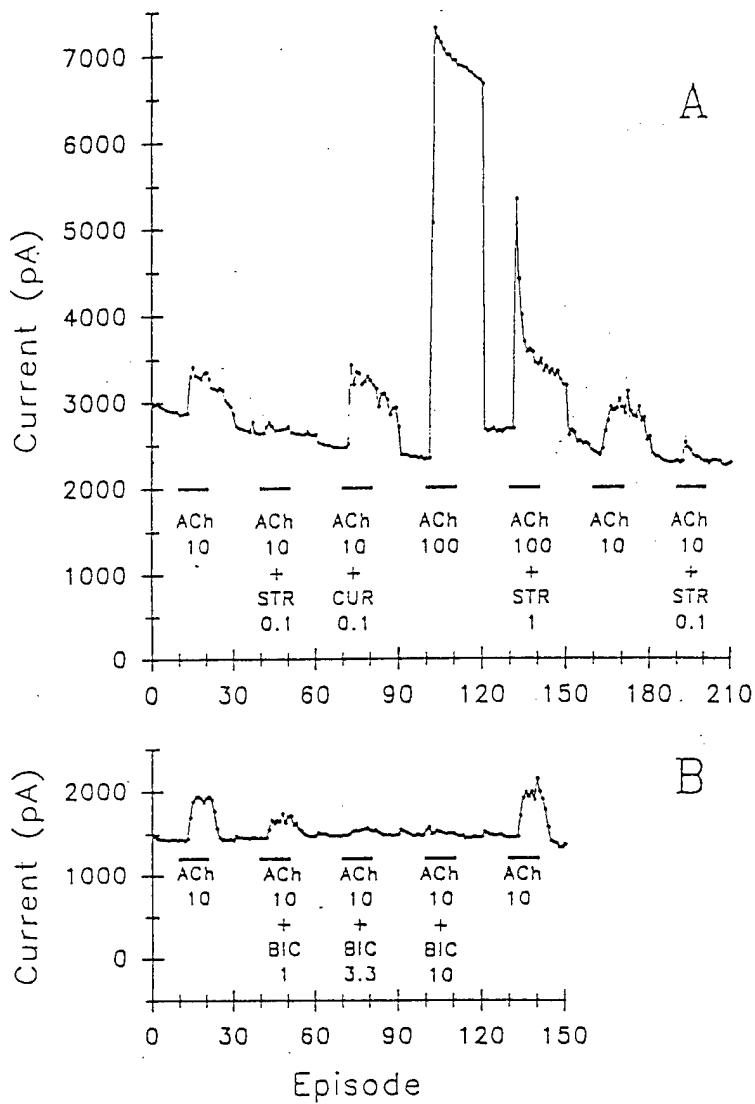 A
Current (pA)
7000
6000
5000
4000
3000
2000
1000
0
ACh ACh ACh ACh ACh ACh ACh
10 10 10 100 100 10 10
+ + + +
STR CUR STR STR
0.1 0.1 1 0.1
0 30 60 90 120 150 180 210
B
Current (pA)
2000
1000
0
ACh ACh ACh ACh ACh
10 10 10 10 10
+ + +
BIC BIC BIC
1 3.3 10
0 30 60 90 120 150
Episode